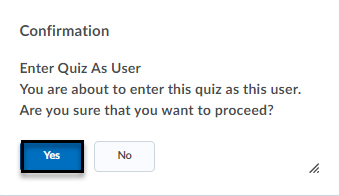 Confirmation
Enter Quiz As User
You are about to enter this quiz as this user.
Are you sure that you want to proceed?
Yes
No